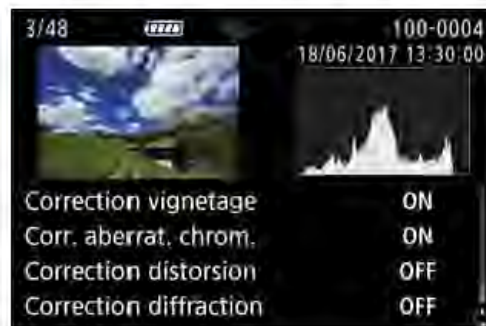 3/48 100-0004
18/06/2017 13:30:00
Correction vignetage ON
Corr. aberrat. chrom. ON
Correction distorsion OFF
Correction diffraction OFF